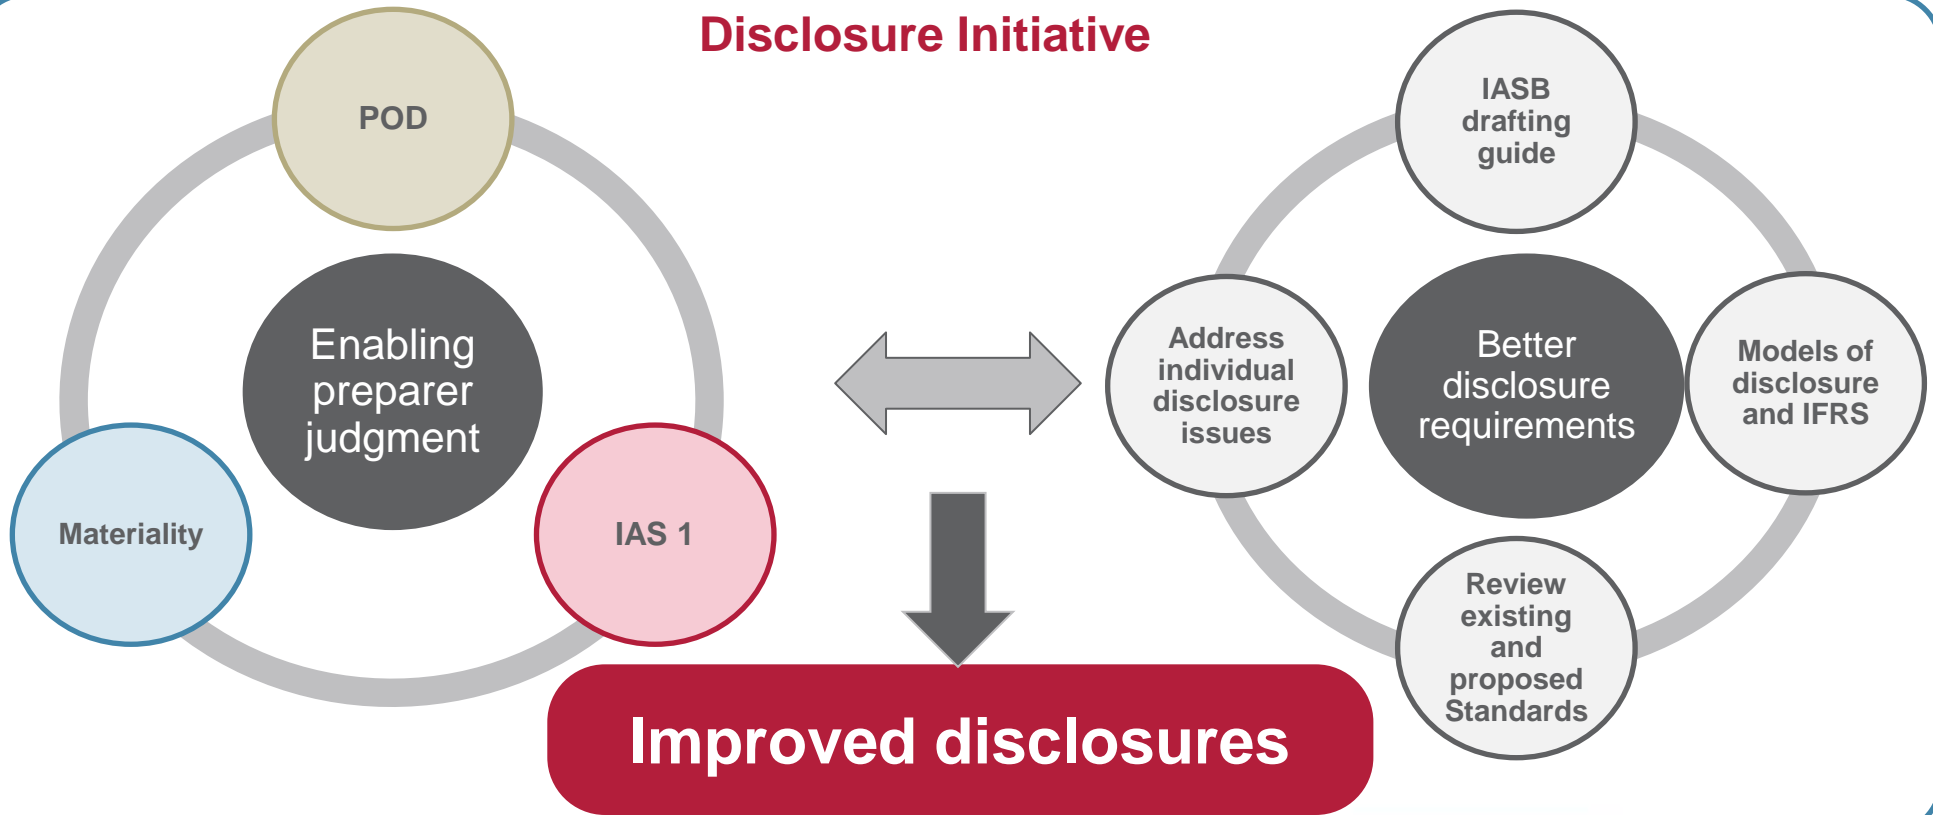 Disclosure Initiative
POD
Enabling
preparer
judgment
Materiality
IAS 1
IASB
drafting
guide
Address
individual
disclosure
issues
Better
disclosure
requirements
Models of
disclosure
and IFRS
Review
existing
and
proposed
Standards
Improved disclosures